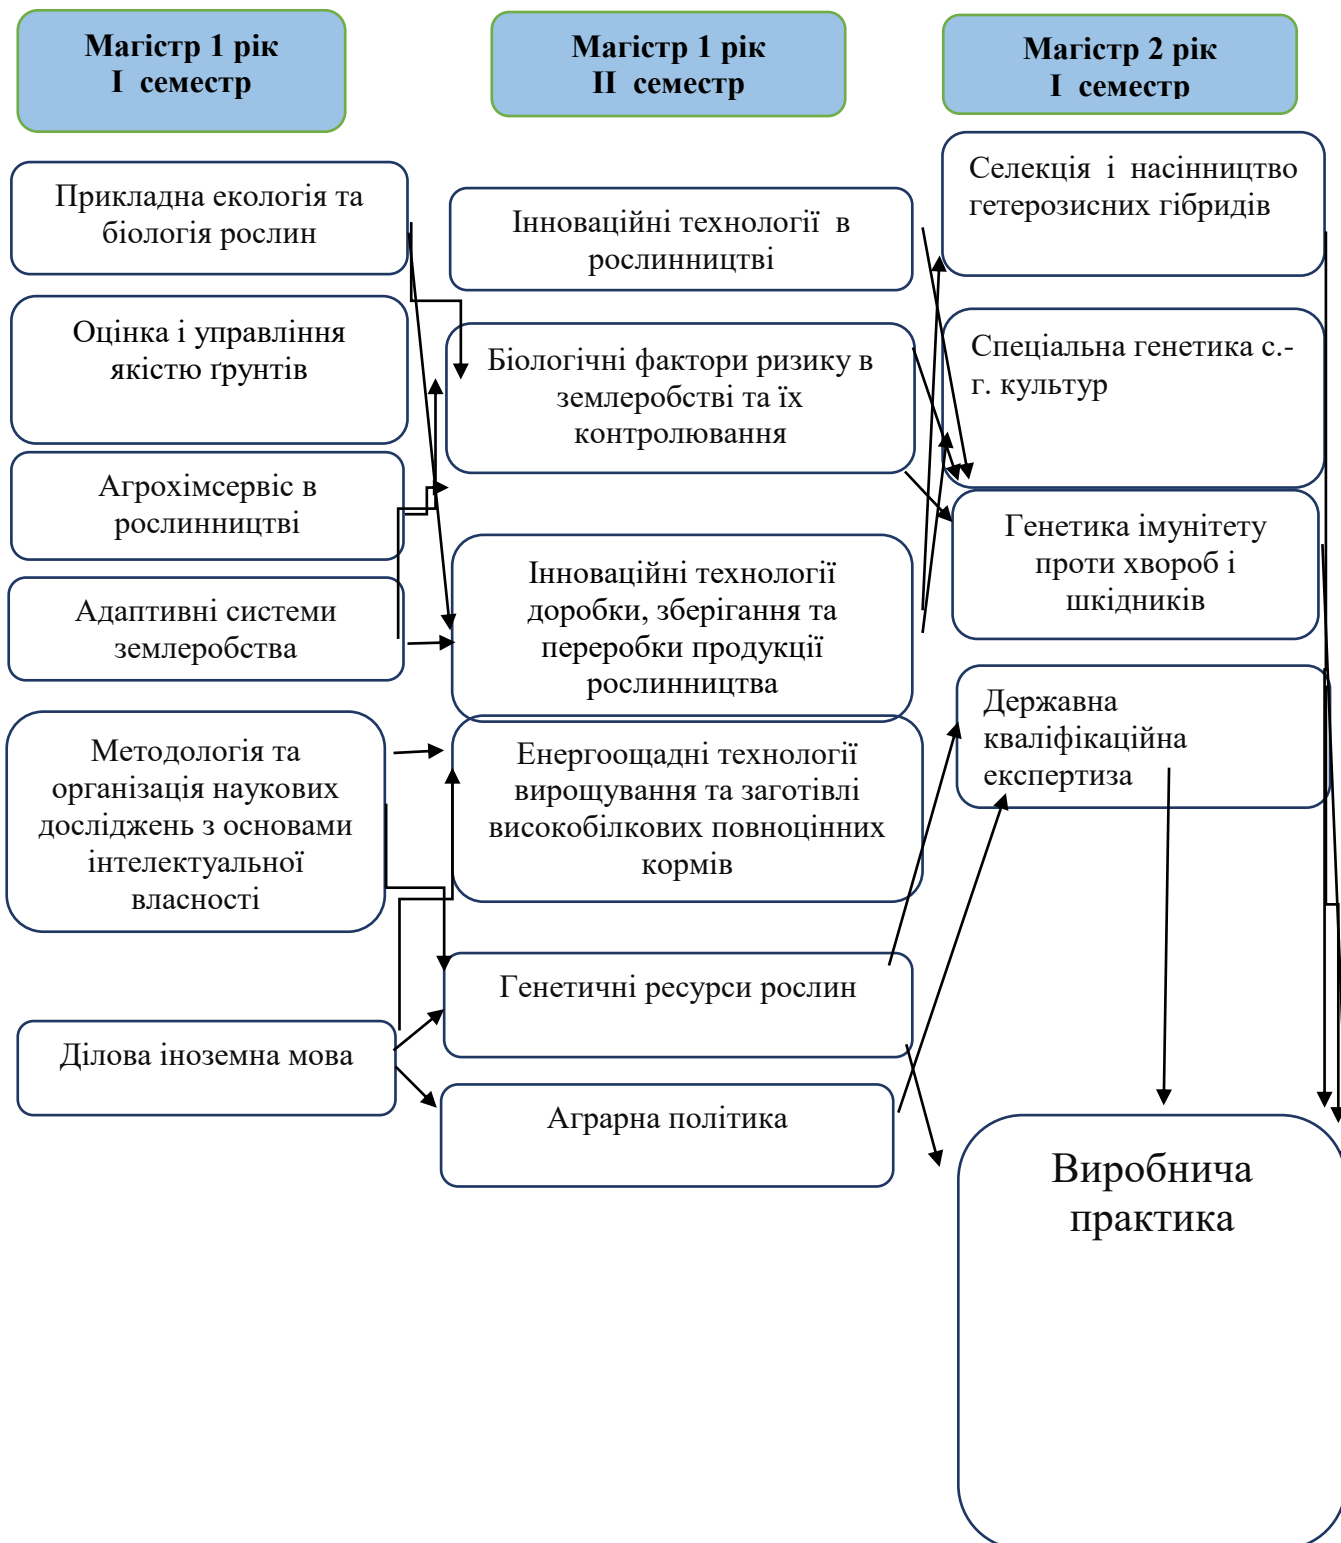 Магістр 1 рік
І семестр
Прикладна екологія та
біологія рослин
Оцінка і управління
якістю ґрунтів
Агрохімсервіс в
рослинництві
Адаптивні системи
землеробства
Методологія та
організація наукових
досліджень з основами
інтелектуальної
власності
Ділова іноземна мова
Магістр 1 рік
ІІ семестр
Інноваційні технології в
рослинництві
Біологічні фактори ризику в
землеробстві та їх
контролювання
Інноваційні технології
доробки, зберігання та
переробки продукції
рослинництва
Енергоощадні технології
вирощування та заготівлі
високобілкових повноцінних
кормів
Генетичні ресурси рослин
Аграрна політика
Магістр 2 рік
І семестр
Селекція і насінництво
гетерозисних гібридів
Спеціальна генетика с.-
г. культур
Генетика імунітету
проти хвороб і
шкідників
Державна
кваліфікаційна
експертиза
Виробнича
практика